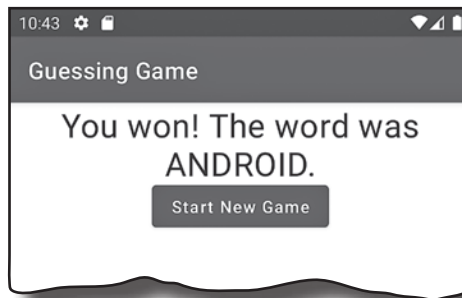 10:43
Guessing Game
You won! The word was
ANDROID.
Start New Game